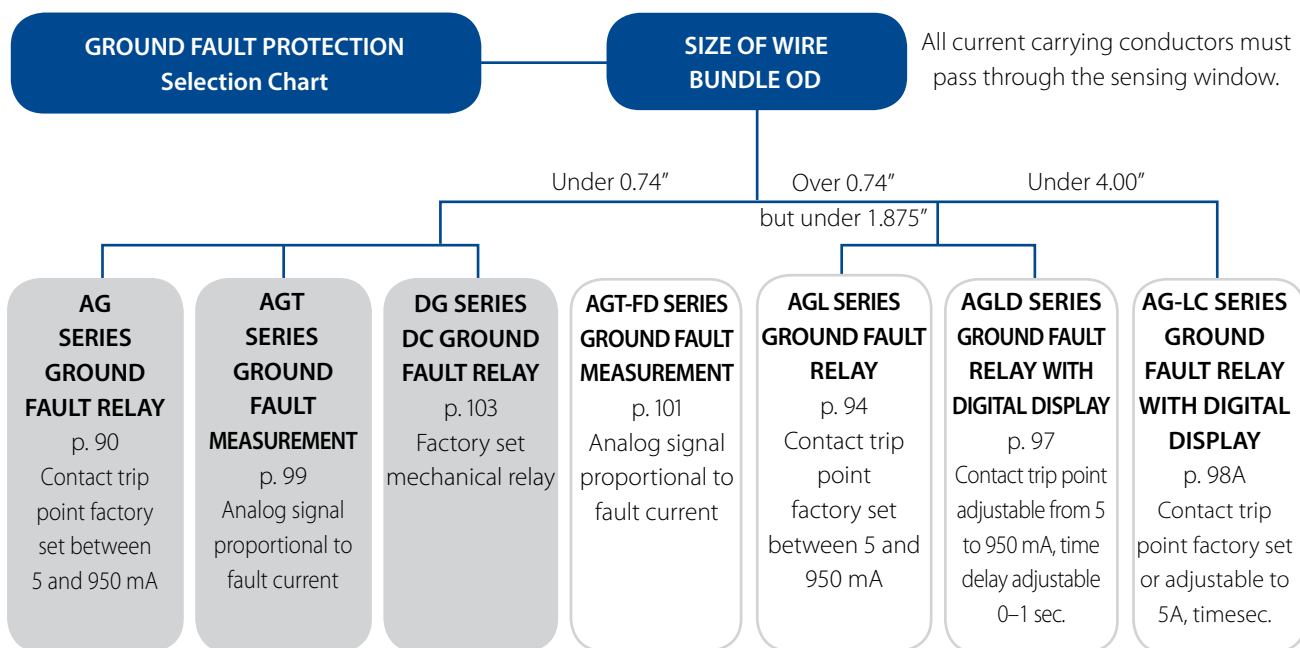 GROUND FAULT PROTECTION
Selection Chart
SIZE OF WIRE
BUNDLE OD
All current carrying conductors must
pass through the sensing window.
Under 0.74”
Over 0.74”
but under 1.875”
Under 4.00”
AG
SERIES
GROUND
FAULT RELAY
p. 90
Contact trip
point factory
set between
5 and 950 mA
AGT
SERIES
GROUND
FAULT
MEASUREMENT
p. 99
Analog signal
proportional to
fault current
DG SERIES
DC GROUND
FAULT RELAY
p. 103
Factory set
mechanical relay
AGT-FD SERIES
GROUND FAULT
MEASUREMENT
p. 101
Analog signal
proportional to
fault current
AGL SERIES
GROUND FAULT
RELAY
p. 94
Contact trip
point
factory set
between 5 and
950 mA
AGLD SERIES
GROUND FAULT
RELAY WITH
DIGITAL DISPLAY
p. 97
Contact trip point
adjustable from 5
to 950 mA, time
delay adjustable
0–1 sec.
AG-LC SERIES
GROUND
FAULT RELAY
WITH DIGITAL
DISPLAY
p. 98A
Contact trip
point factory set
or adjustable to
5A, timesec.